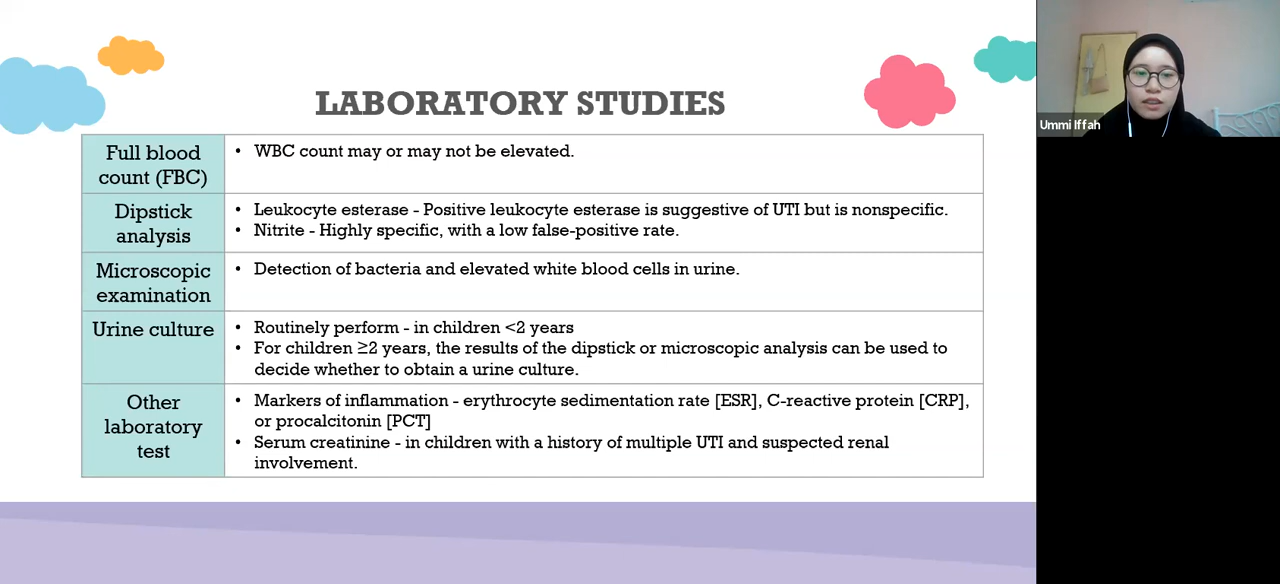 LABORATORY STUDIES
Full blood
count (FBC)
• WBC count may or may not be elevated.
Dipstick
analysis
• Leukocyte esterase - Positive leukocyte esterase is suggestive of UTI but is nonspecific.
• Nitrite - Highly specific, with a low false-positive rate.
Microscopic
examination
• Detection of bacteria and elevated white blood cells in urine.
Urine culture
• Routinely perform - in children <2 years
• For children ≥2 years, the results of the dipstick or microscopic analysis can be used to
decide whether to obtain a urine culture.
Other
laboratory
test
• Markers of inflammation - erythrocyte sedimentation rate [ESR], C-reactive protein [CRP],
or procalcitonin [PCT]
• Serum creatinine - in children with a history of multiple UTI and suspected renal
involvement.
Ummi Iffah